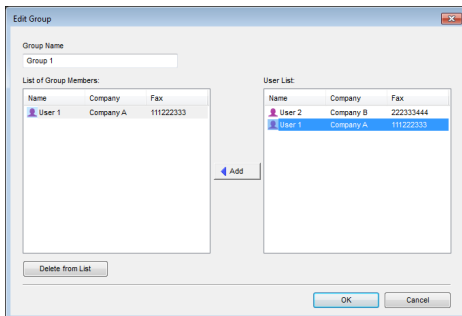 Edit Group
Group Name
Group 1
List of Group Members:
Name Company Fax
User 1 Company A 111222333
User List:
Name Company Fax
User 2 Company B 222333444
User 1 Company A 111222333
Add
Delete from List
OK Cancel